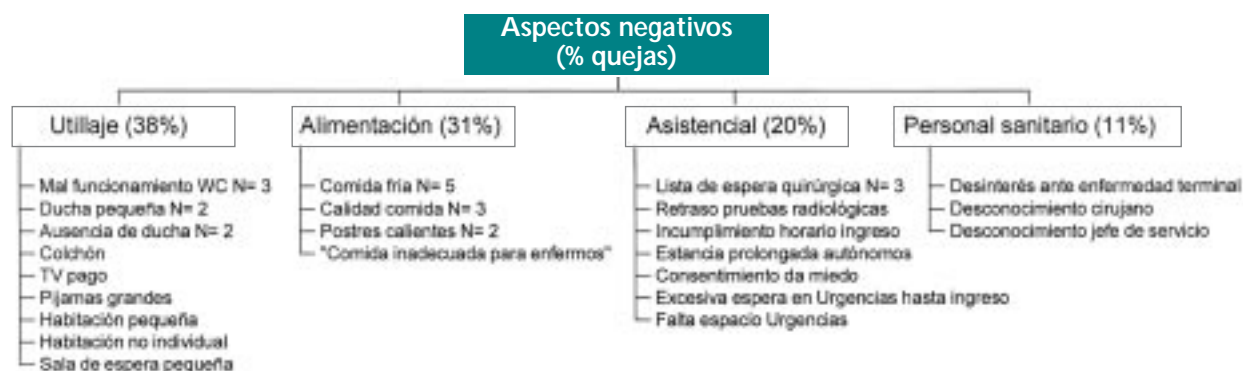 Aspectos negativos
(% quejas)
Utillaje (38%)
Mal funcionamiento WC N= 3
Ducha pequeña N= 2
Ausencia de ducha N= 2
Colchón
TV pago
Pijamas grandes
Habitación pequeña
Habitación no individual
Sala de espera pequeña
Alimentación (31%)
Comida fría N= 5
Calidad comida N= 3
Postres calientes N= 2
"Comida inadecuada para enfermos"
Asistencial (20%)
Lista de espera quirúrgica N= 3
Retraso pruebas radiológicas
Incumplimiento horario ingreso
Estancia prolongada autónomos
Consentimiento da miedo
Excesiva espera en Urgencias hasta ingreso
Falta espacio Urgencias
Personal sanitario (11%)
Desinterés ante enfermedad terminal
Desconocimiento cirujano
Desconocimiento jefe de servicio